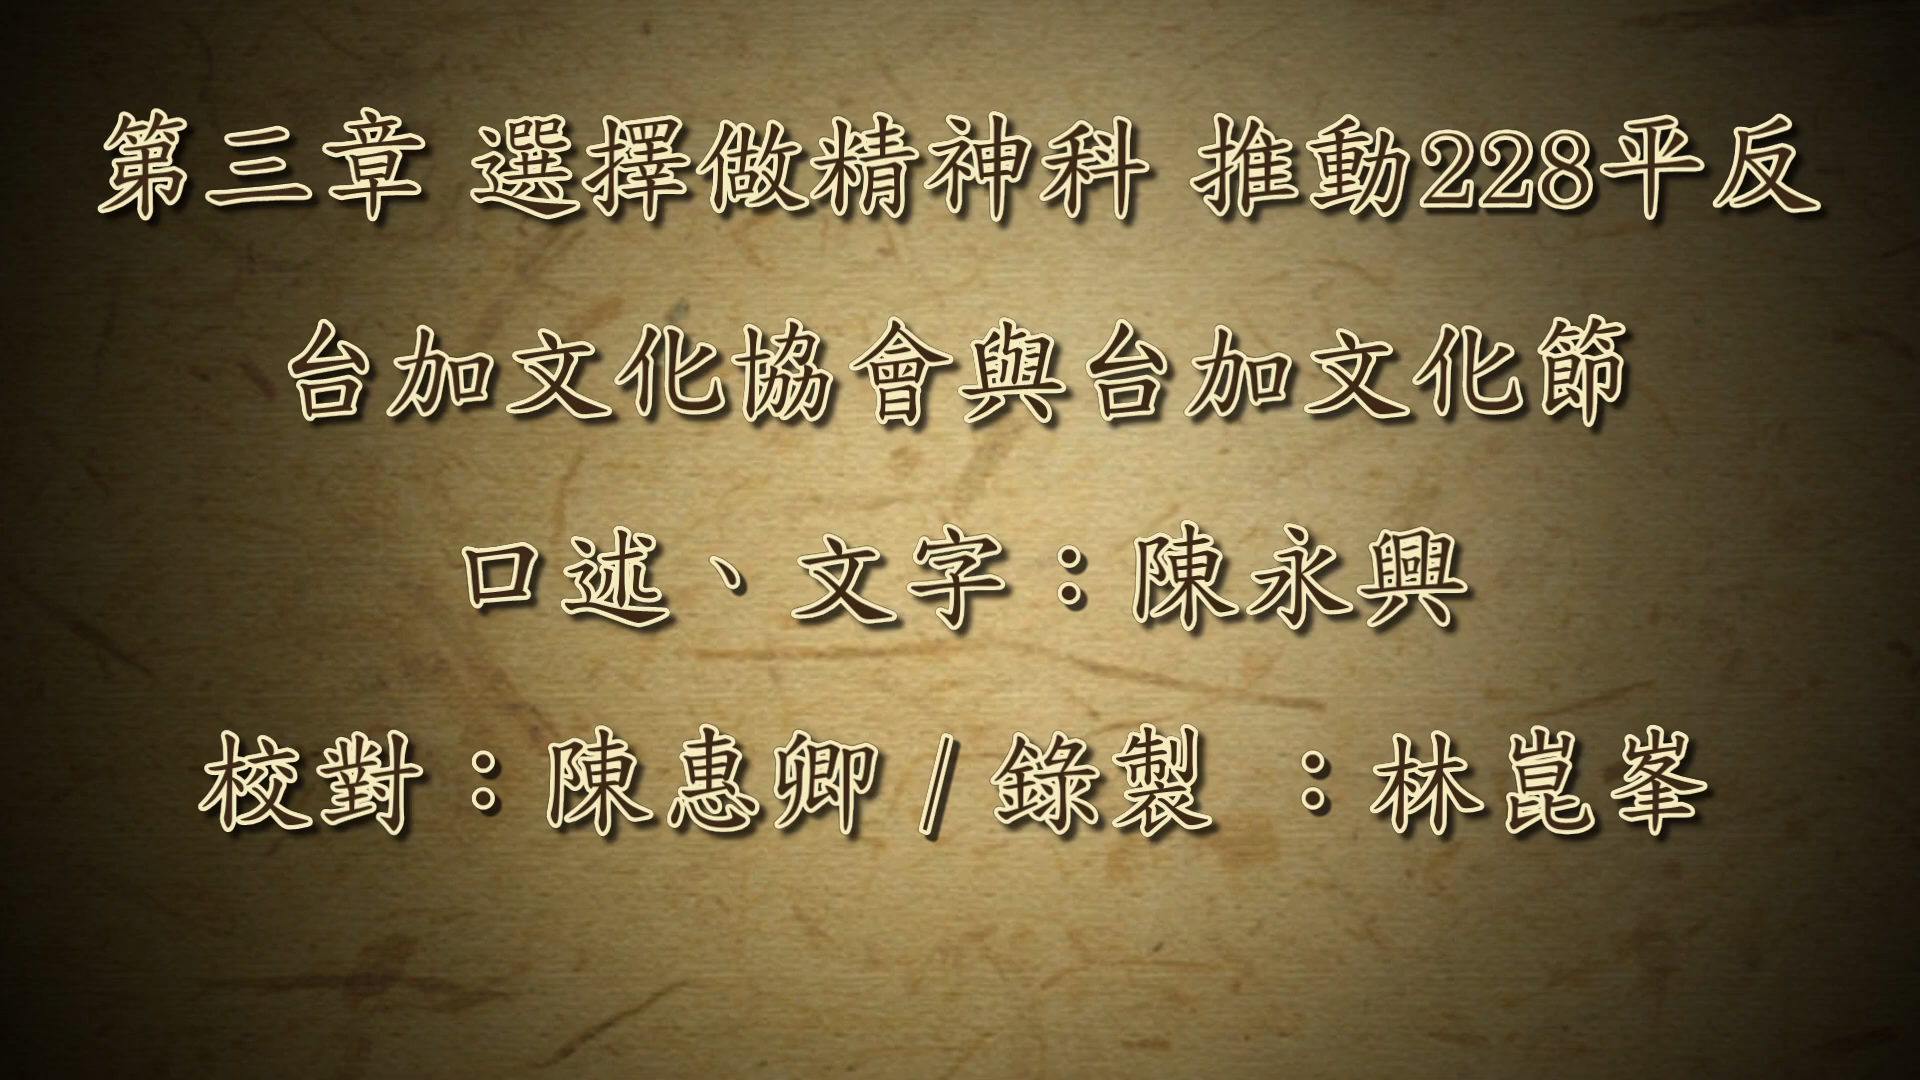 第三章 選擇做精神科 推動228平反
台加文化協會與台加文化節
口述、文字：陳永興
校對：陳惠卿 / 錄製 ：林崑峯